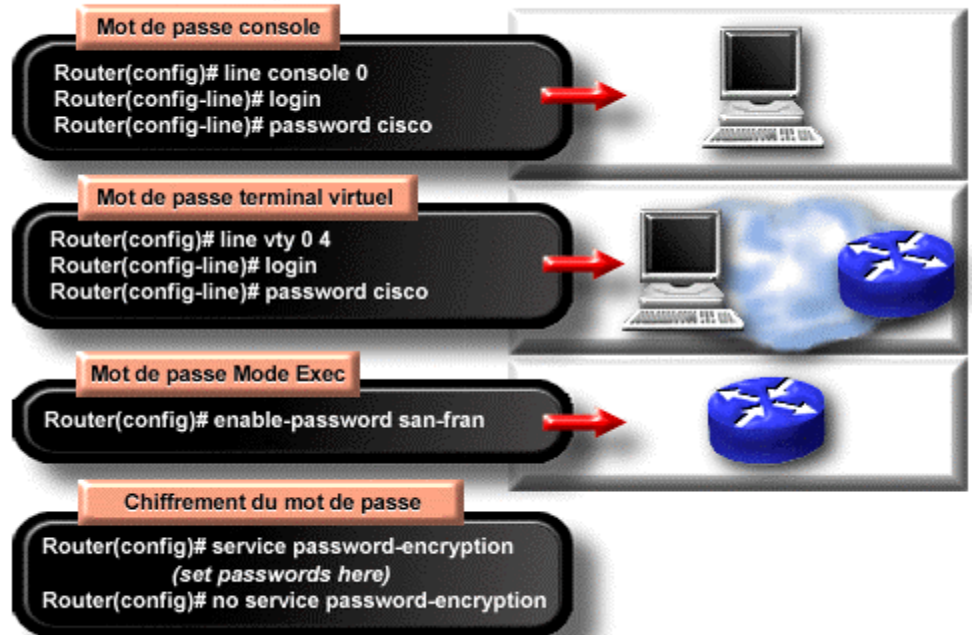 Mot de passe console
Router(config)# line console 0
Router(config-line)# login
Router(config-line)# password cisco
Mot de passe terminal virtuel
Router(config)# line vty 0 4
Router(config-line)# login
Router(config-line)# password cisco
Mot de passe Mode Exec
Router(config)# enable-password san-fran
Chiffrement du mot de passe
Router(config)# service password-encryption
(set passwords here)
Router(config)# no service password-encryption